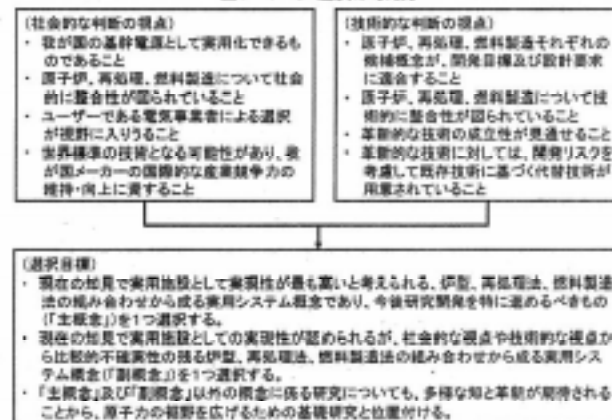 (社会的な判断の視点)
・ 我が国の基幹電源として実用化できるも
のであること
・ 原子炉、再処理、燃料製造について社会
的に整合性が図られていること
・ ユーザーである電気事業者による選択
が視野に入りうること
・ 世界標準の技術となる可能性があり、我
が国メーカーの国際的な産業競争力の
維持・向上に資すること
(技術的な判断の視点)
・ 原子炉、再処理、燃料製造それぞれの
候補概念が、開発目標及び設計要求
に適合すること
・ 原子炉、再処理、燃料製造について技
術的に整合性が図られていること
・ 革新的な技術の成立性が見通せること
・ 革新的な技術に対しては、開発リスクを
考慮して既存技術に基づく代替技術が
用意されていること
(選択目標)
・ 現在の知見で実用施設として実現性が最も高いと考えられる、炉型、再処理法、燃料製造
法の組み合わせから成る実用システム概念であり、今後研究開発を特に進めるべきもの
(「主概念」)を1つ選択する。
・ 現在の知見で実用施設としての実現性が認められるが、社会的な視点や技術的な視点か
ら比較的不確実性の残る炉型、再処理法、燃料製造法の組み合わせから成る実用シス
テム概念(「副概念」)を1つ選択する。
・ 「主概念」及び「副概念」以外の概念に係る研究についても、多様な知と革新が期待される
ことから、原子力の裾野を広げるための基礎研究と位置付ける。